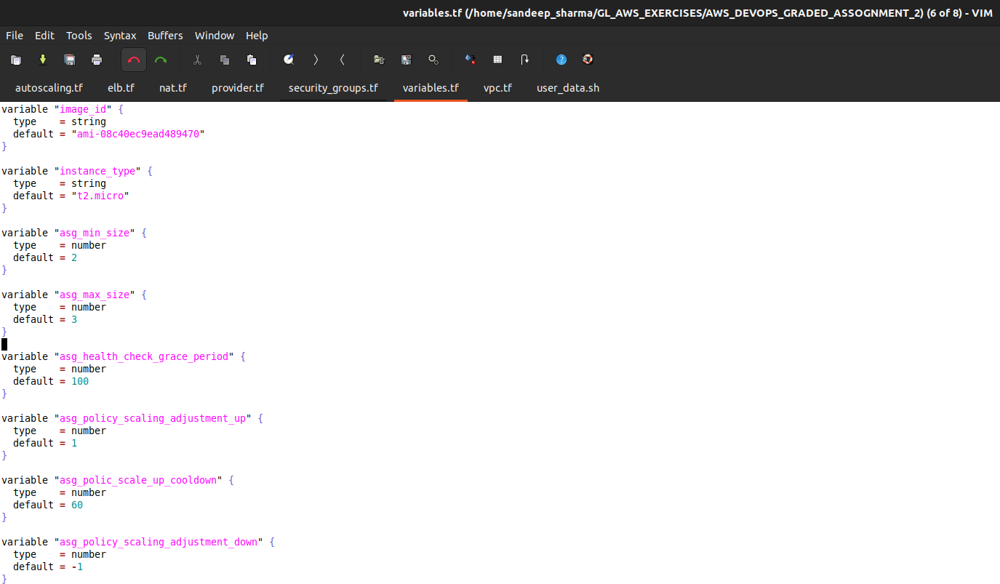 variables.tf (/home/sandeep_sharma/GL_AWS_EXERCISES/AWS_DEVOPS_GRADED_ASSOGNMENT_2) (6 of 8) - VIM
File Edit Tools Syntax Buffers Window Help
autoscaling.tf elb.tf nat.tf provider.tf security_groups.tf variables.tf vpc.tf user_data.sh
variable "image_id" {
  type    = string
  default = "ami-08c40ec9ead489470"
}
variable "instance_type" {
  type    = string
  default = "t2.micro"
}
variable "asg_min_size" {
  type    = number
  default = 2
}
variable "asg_max_size" {
  type    = number
  default = 3
}
variable "asg_health_check_grace_period" {
  type    = number
  default = 100
}
variable "asg_policy_scaling_adjustment_up" {
  type    = number
  default = 1
}
variable "asg_polic_scale_up_cooldown" {
  type    = number
  default = 60
}
variable "asg_policy_scaling_adjustment_down" {
  type    = number
  default = -1
}